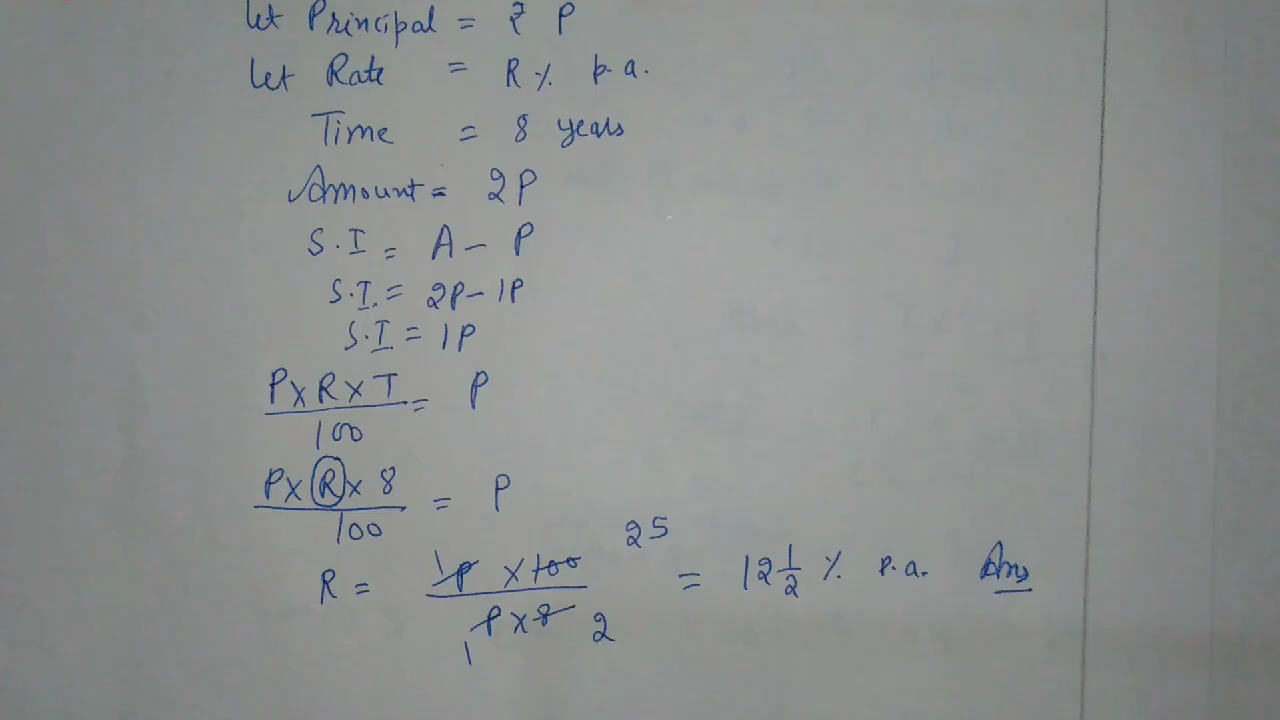 let Principal = ₹ P
let Rate = R % p.a.
Time = 8 years
Amount = 2P
S.I = A - P
S.I. = 2P - 1P
S.I = 1P
P x R x T / 100 = P
P x R x 8 / 100 = P
25
R = 1P x 100 / P x 8 = 12 1/2 % P.a. Ans
1 1 2